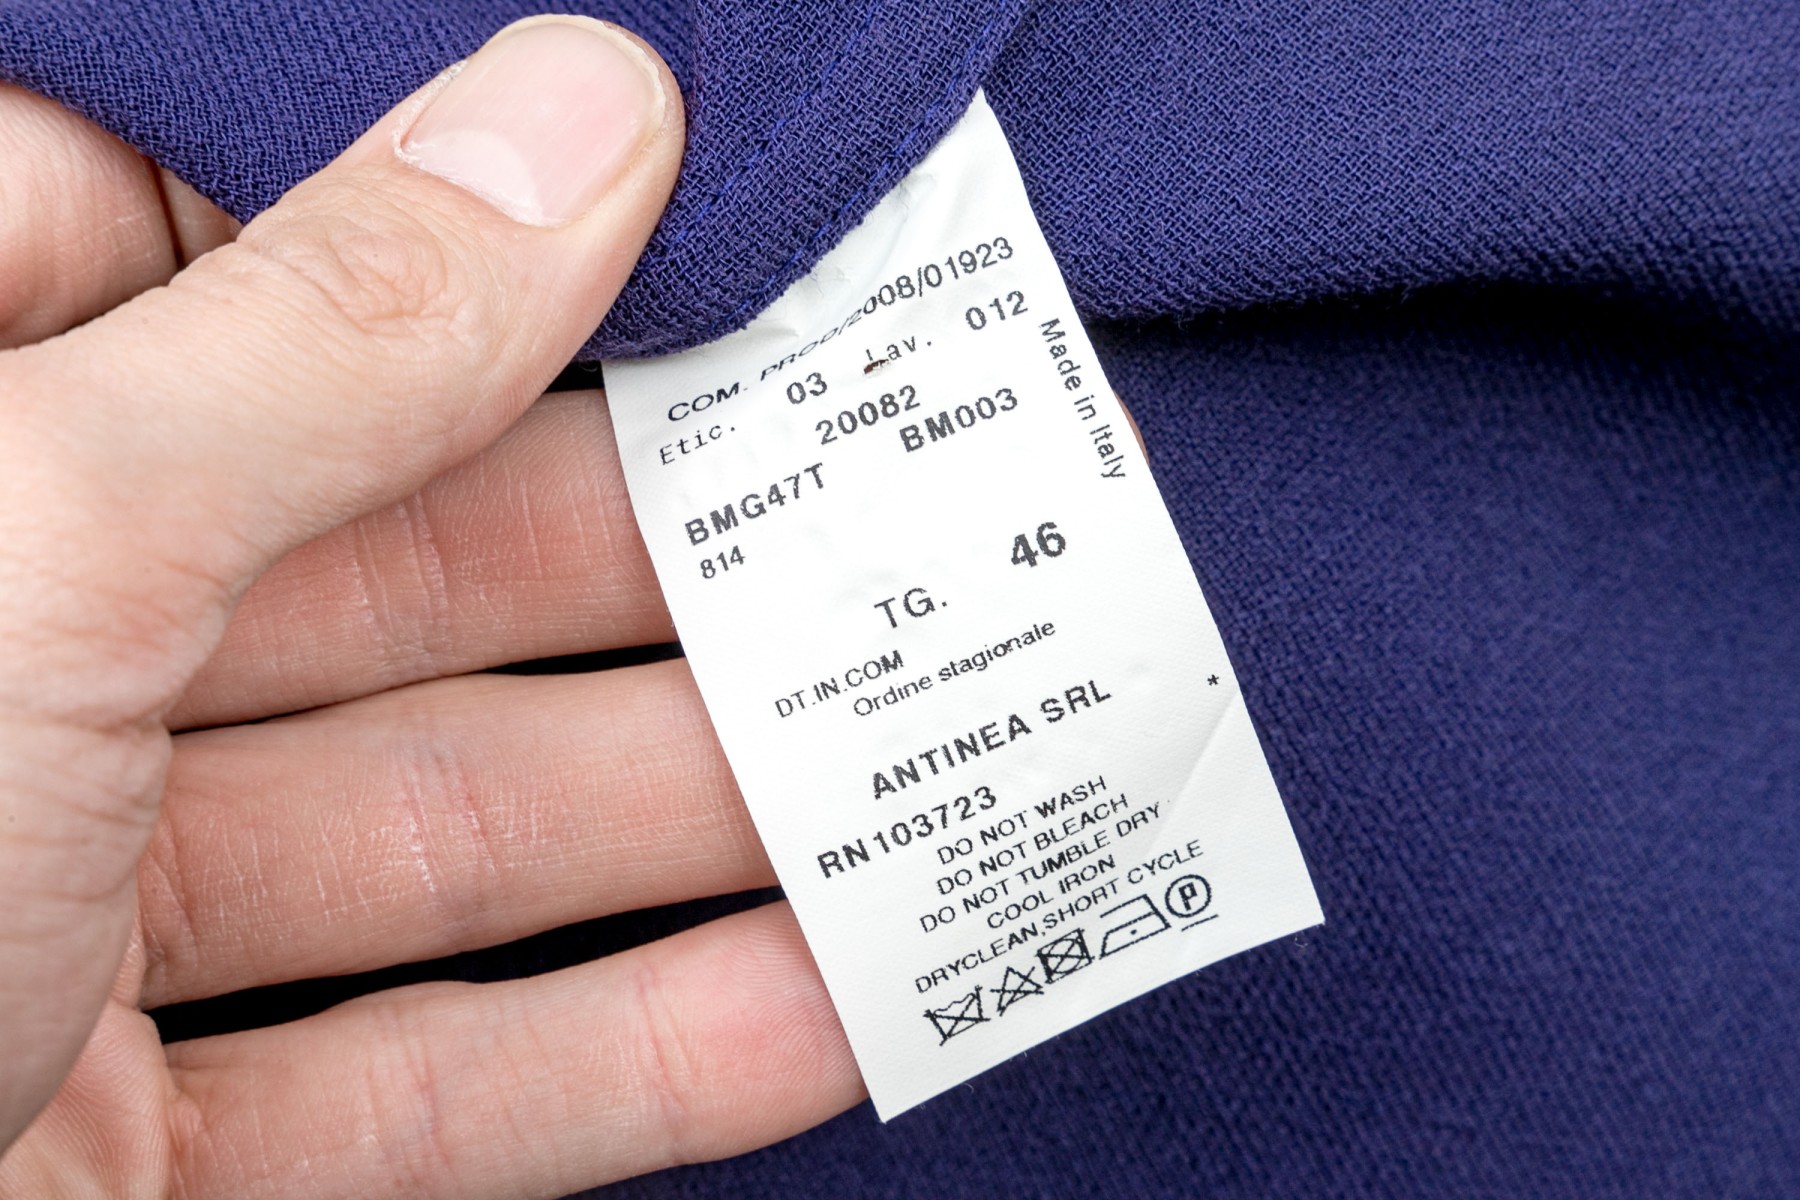 COM. PROD/2008/01923
Etic. 03 Lav. 012
20082
BMG47T BM003
814
Made in Italy
TG. 46
DT.IN.COM
Ordine stagionale
*
ANTINEA SRL
RN103723
DO NOT WASH
DO NOT BLEACH
DO NOT TUMBLE DRY
COOL IRON
DRYCLEAN,SHORT CYCLE
P